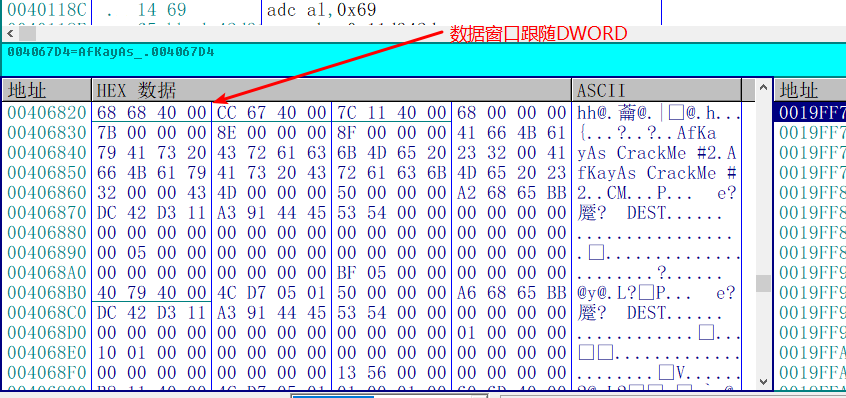 0040118C . 14 69 adc al,0x69
数据窗口跟随DWORD
004067D4=AfKayAs_.004067D4
地址 HEX 数据 ASCII 地址
00406820 68 68 40 00 CC 67 40 00 7C 11 40 00 68 00 00 00 hh@.藺@.|□@.h... 0019FF7
00406830 7B 00 00 00 8E 00 00 00 8F 00 00 00 41 66 4B 61 {...?..?..AfKa 0019FF7
00406840 79 41 73 20 43 72 61 63 6B 4D 65 20 23 32 00 41 yAs CrackMe #2.A 0019FF7
00406850 66 4B 61 79 41 73 20 43 72 61 63 6B 4D 65 20 23 fKayAs CrackMe # 0019FF8
00406860 32 00 00 43 4D 00 00 50 00 00 00 A2 68 65 BB 2..CM...P... e? 0019FF8
00406870 DC 42 D3 11 A3 91 44 45 53 54 00 00 00 00 00 00 DEST...... 0019FF8
00406880 00 00 00 00 00 00 00 00 00 00 00 00 00 00 00 00 ................ 0019FF8
00406890 00 05 00 00 00 00 00 00 00 00 00 00 00 00 00 00 .□.............. 0019FF9
004068A0 00 00 00 00 00 00 00 00 BF 05 00 00 00 00 00 00 ........?...... 0019FF9
004068B0 40 79 40 00 4C D7 05 01 50 00 00 00 A6 68 65 BB @y@.L?□P... e? 0019FF9
004068C0 DC 42 D3 11 A3 91 44 45 53 54 00 00 00 00 00 00 DEST...... 0019FF9
004068D0 00 00 00 00 00 00 00 00 00 00 00 00 01 00 00 00 ............□... 0019FF9
004068E0 10 01 00 00 00 00 00 00 00 00 00 00 00 00 00 00 □□.............. 0019FFA
004068F0 00 00 00 00 00 00 00 00 13 56 00 00 00 00 00 00 ........□V...... 0019FFA